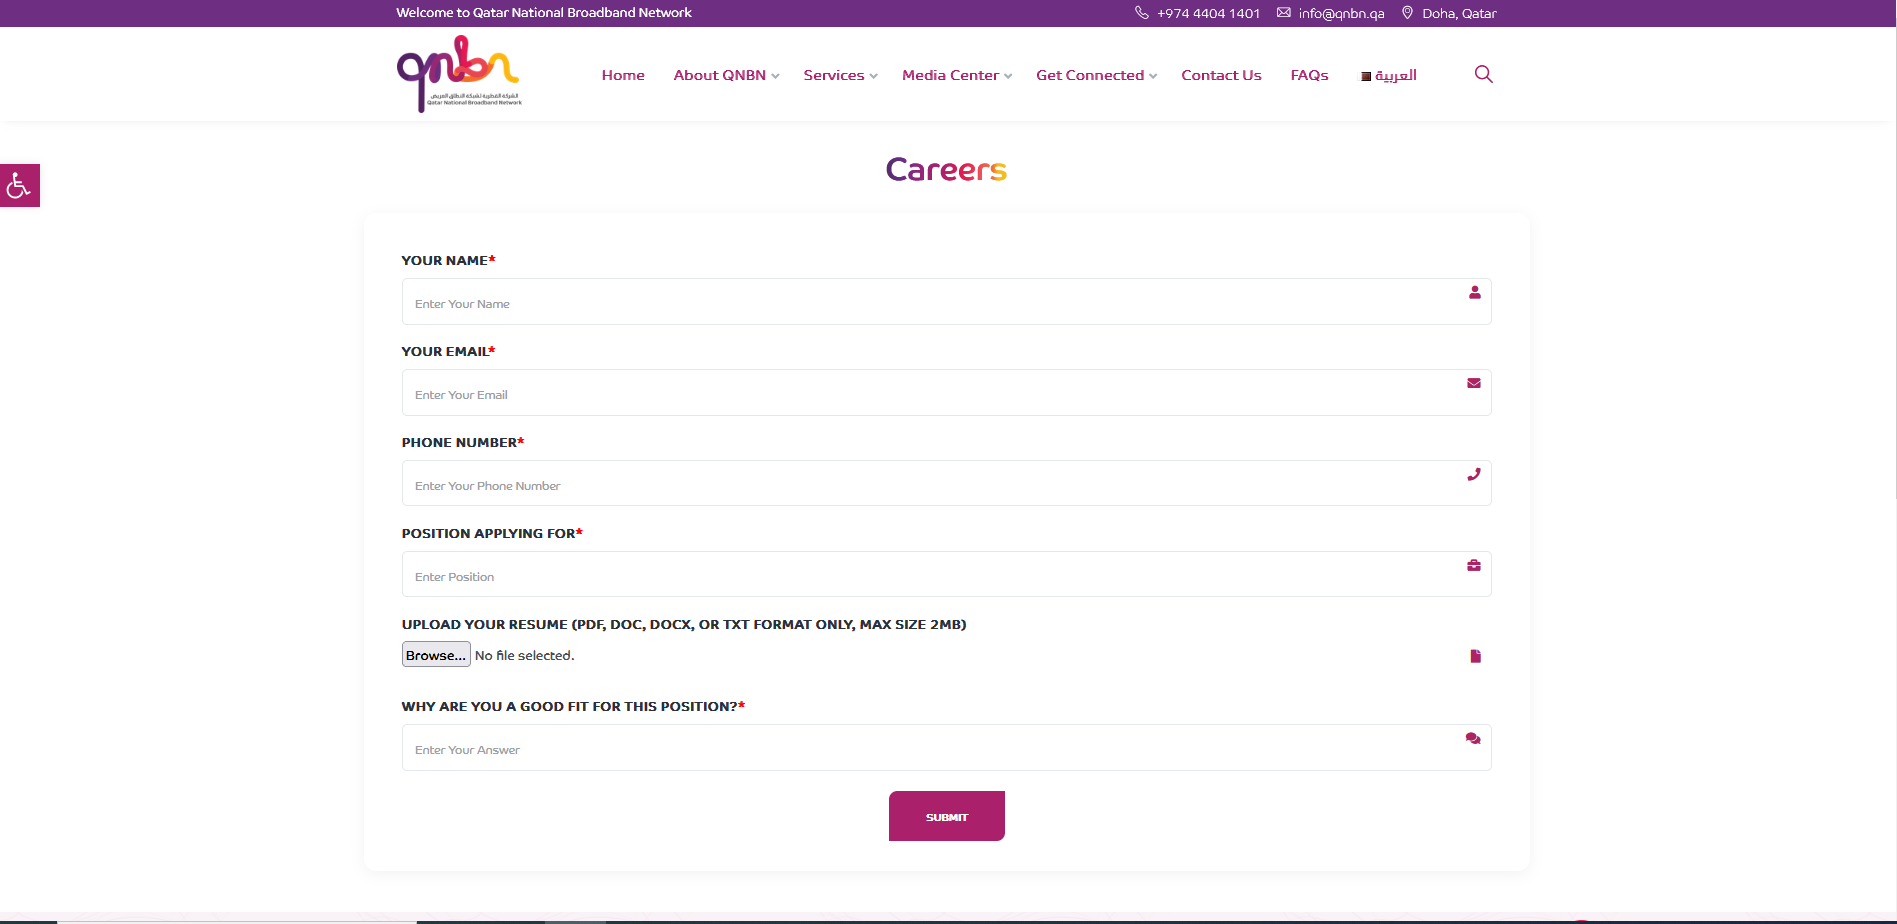 Welcome to Qatar National Broadband Network
+974 4404 1401
info@qnbn.qa
Doha, Qatar
qnbn
الشركة القطرية لشبكة النطاق العريض
Qatar National Broadband Network
Home
About QNBN
Services
Media Center
Get Connected
Contact Us
FAQs
العربية
Careers
YOUR NAME*
Enter Your Name
YOUR EMAIL*
Enter Your Email
PHONE NUMBER*
Enter Your Phone Number
POSITION APPLYING FOR*
Enter Position
UPLOAD YOUR RESUME (PDF, DOC, DOCX, OR TXT FORMAT ONLY, MAX SIZE 2MB)
Browse... No file selected.
WHY ARE YOU A GOOD FIT FOR THIS POSITION?*
Enter Your Answer
SUBMIT